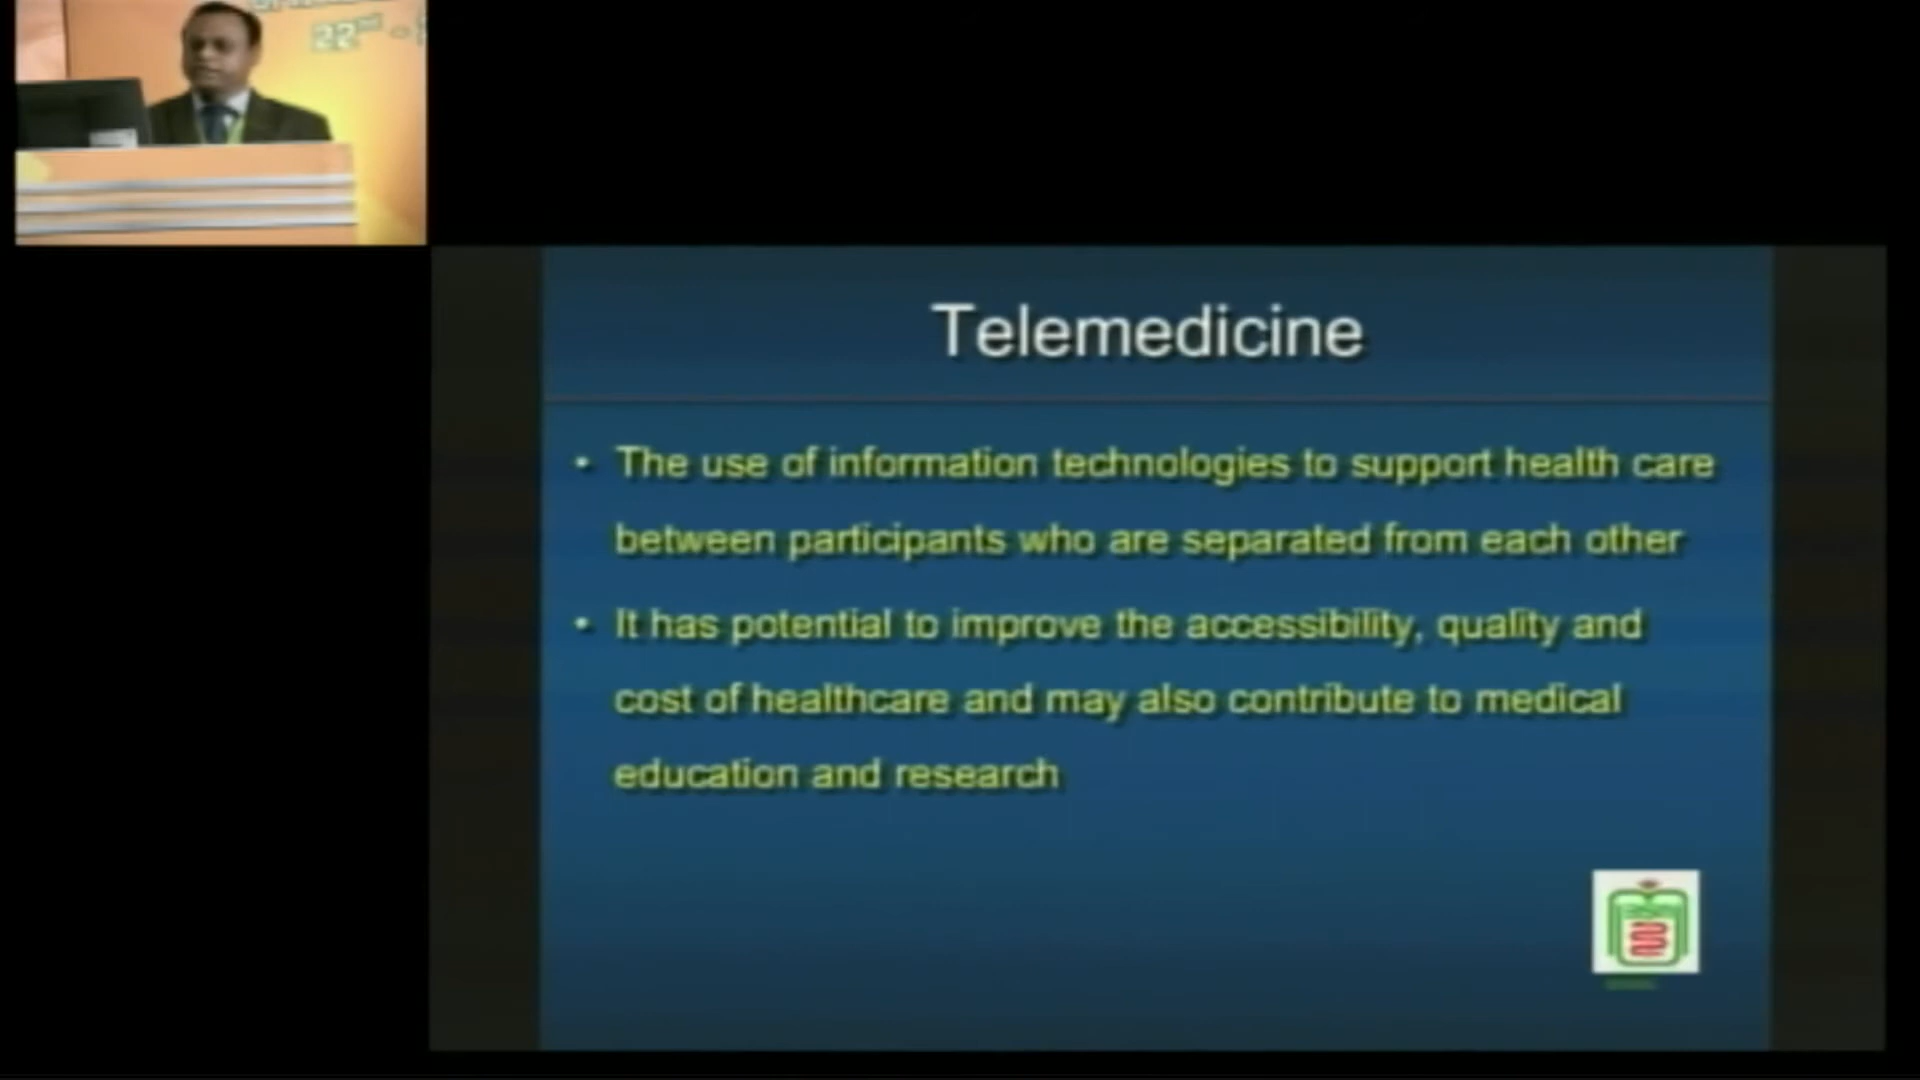 22nd -
Telemedicine
• The use of information technologies to support health care
between participants who are separated from each other
• It has potential to improve the accessibility, quality and
cost of healthcare and may also contribute to medical
education and research